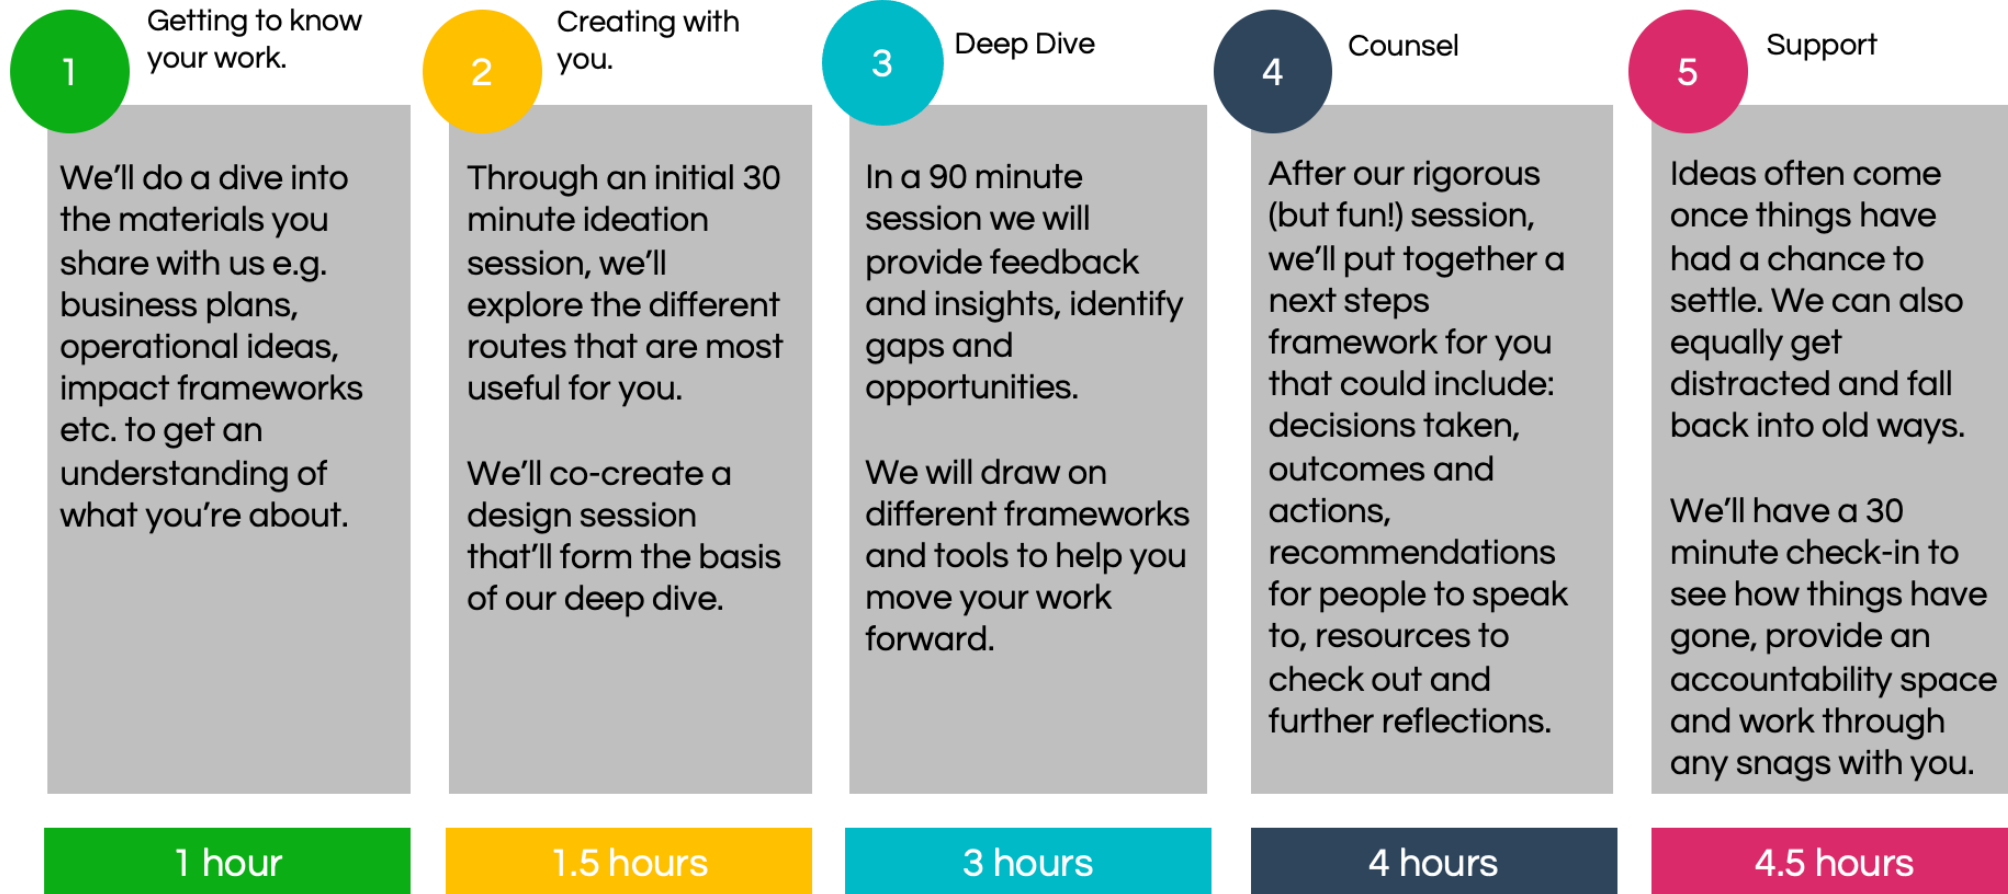 1
Getting to know
your work.
We'll do a dive into
the materials you
share with us e.g.
business plans,
operational ideas,
impact frameworks
etc. to get an
understanding of
what you're about.
1 hour
2
Creating with
you.
Through an initial 30
minute ideation
session, we'll
explore the different
routes that are most
useful for you.
We'll co-create a
design session
that'll form the basis
of our deep dive.
1.5 hours
3
Deep Dive
In a 90 minute
session we will
provide feedback
and insights, identify
gaps and
opportunities.
We will draw on
different frameworks
and tools to help you
move your work
forward.
3 hours
4
Counsel
After our rigorous
(but fun!) session,
we'll put together a
next steps
framework for you
that could include:
decisions taken,
outcomes and
actions,
recommendations
for people to speak
to, resources to
check out and
further reflections.
4 hours
5
Support
Ideas often come
once things have
had a chance to
settle. We can also
equally get
distracted and fall
back into old ways.
We'll have a 30
minute check-in to
see how things have
gone, provide an
accountability space
and work through
any snags with you.
4.5 hours